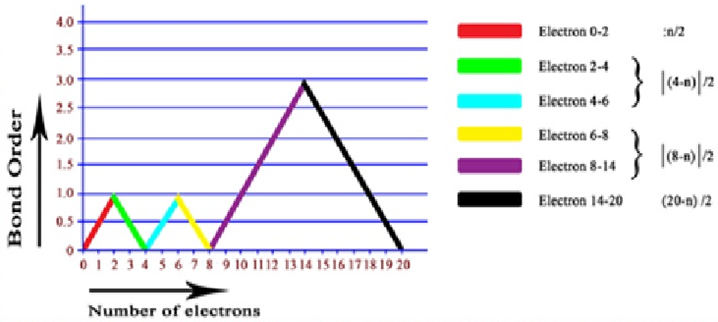 4.0
3.5
3.0
2.5
2.0
1.5
1.0
0.5
0
Bond Order
0 1 2 3 4 5 6 7 8 9 10 11 12 13 14 15 16 17 18 19 20
Number of electrons
Electron 0-2 :n/2
Electron 2-4
Electron 4-6
} |(4-n)|/2
Electron 6-8
Electron 8-14
} |(8-n)|/2
Electron 14-20 (20-n) /2